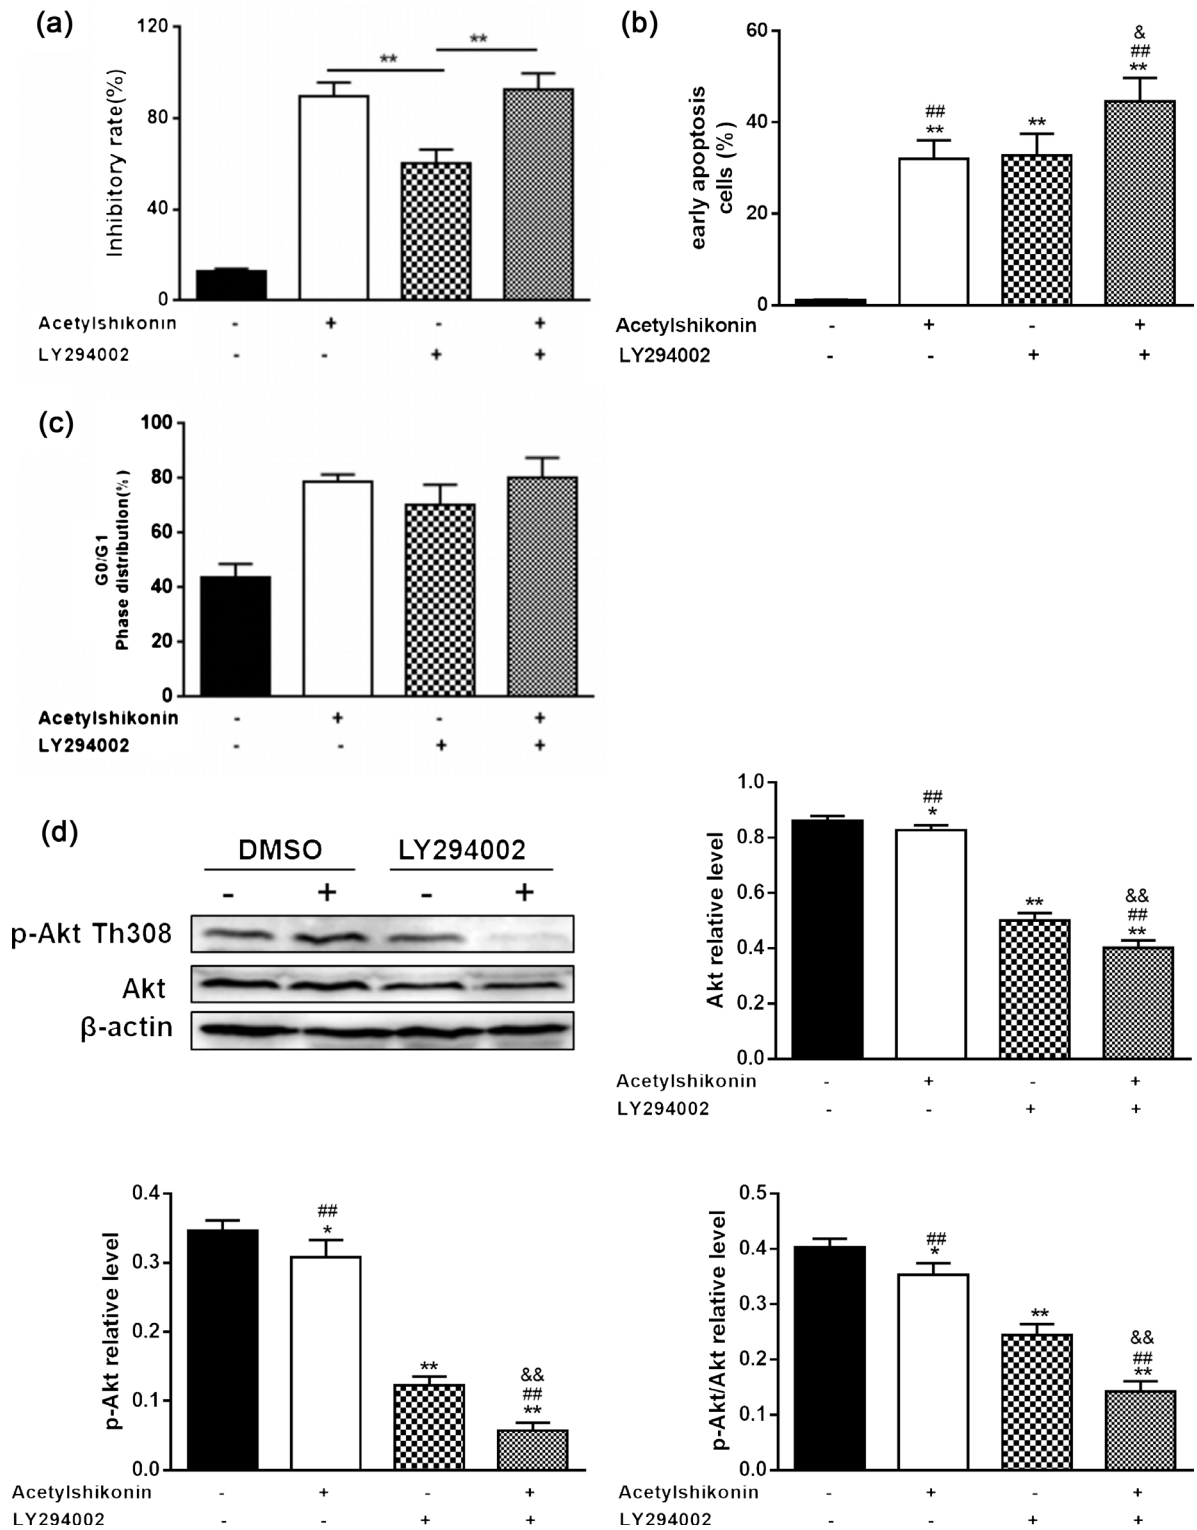 (a)
120
80
40
0
Inhibitory rate(%)
**
**
Acetylshikonin - + - +
LY294002 - - + +
(b)
60
40
20
0
early apoptosis
cells (%)
##
**
**
&
##
**
Acetylshikonin - + - +
LY294002 - - + +
(c)
100
80
60
40
20
0
G0/G1
Phase distribution(%)
Acetylshikonin - + - +
LY294002 - - + +
(d)
DMSO LY294002
- + - +
p-Akt Th308
Akt
β-actin
1.0
0.8
0.6
0.4
0.2
0.0
Akt relative level
##
*
**
&&
##
**
Acetylshikonin - + - +
LY294002 - - + +
0.4
0.3
0.2
0.1
0.0
p-Akt relative level
##
*
**
&&
##
**
Acetylshikonin - + - +
LY294002 - - + +
0.5
0.4
0.3
0.2
0.1
0.0
p-Akt/Akt relative level
##
*
**
&&
##
**
Acetylshikonin - + - +
LY294002 - - + +